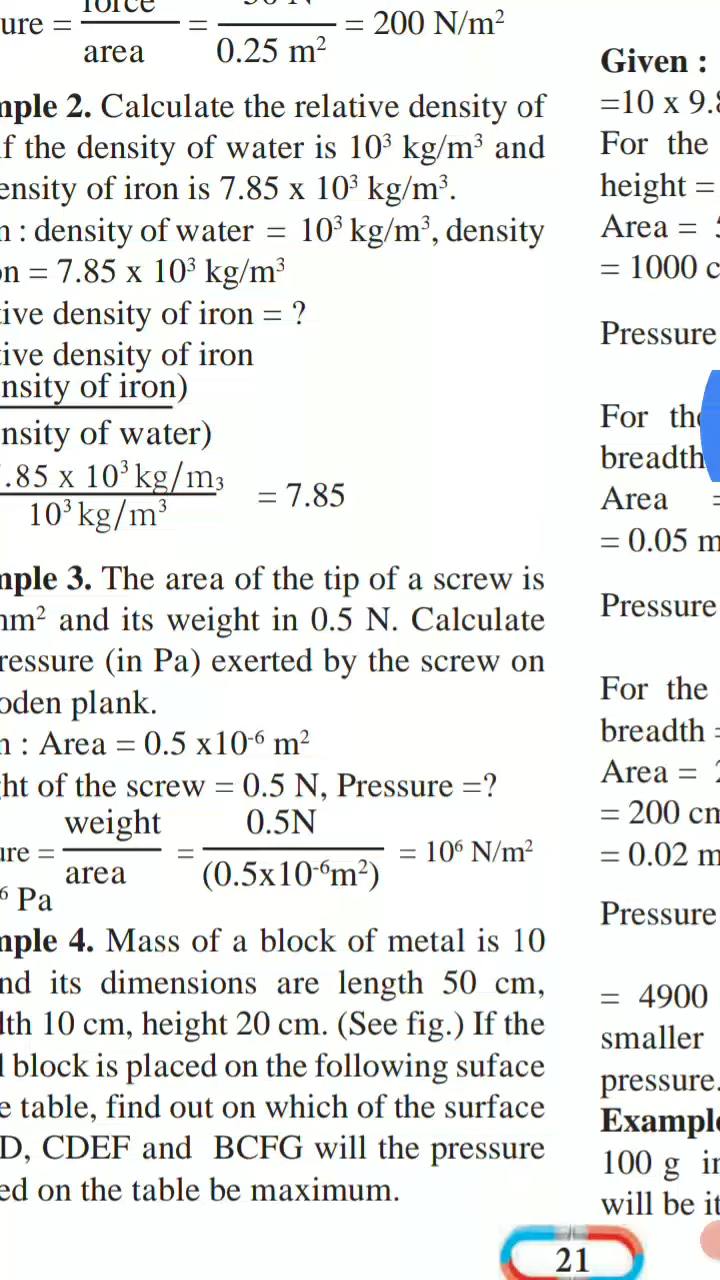 ure = force / area = / 0.25 m² = 200 N/m²
mple 2. Calculate the relative density of
if the density of water is 10³ kg/m³ and
ensity of iron is 7.85 x 10³ kg/m³.
n : density of water = 10³ kg/m³, density
on = 7.85 x 10³ kg/m³
tive density of iron = ?
tive density of iron
nsity of iron)
nsity of water)
.85 x 10³ kg/m3
10³ kg/m³
= 7.85
mple 3. The area of the tip of a screw is
mm² and its weight in 0.5 N. Calculate
ressure (in Pa) exerted by the screw on
oden plank.
n : Area = 0.5 x10⁻⁶ m²
ht of the screw = 0.5 N, Pressure =?
ure = weight / area = 0.5N / (0.5x10⁻⁶m²) = 10⁶ N/m²
⁶ Pa
mple 4. Mass of a block of metal is 10
nd its dimensions are length 50 cm,
dth 10 cm, height 20 cm. (See fig.) If the
l block is placed on the following suface
e table, find out on which of the surface
D, CDEF and BCFG will the pressure
ed on the table be maximum.
Given :
=10 x 9.8
For the
height =
Area =
= 1000 c
Pressure
For the
breadth
Area =
= 0.05 m
Pressure
For the
breadth =
Area = 2
= 200 cm
= 0.02 m
Pressure
= 4900
smaller
pressure.
Example
100 g in
will be it
21